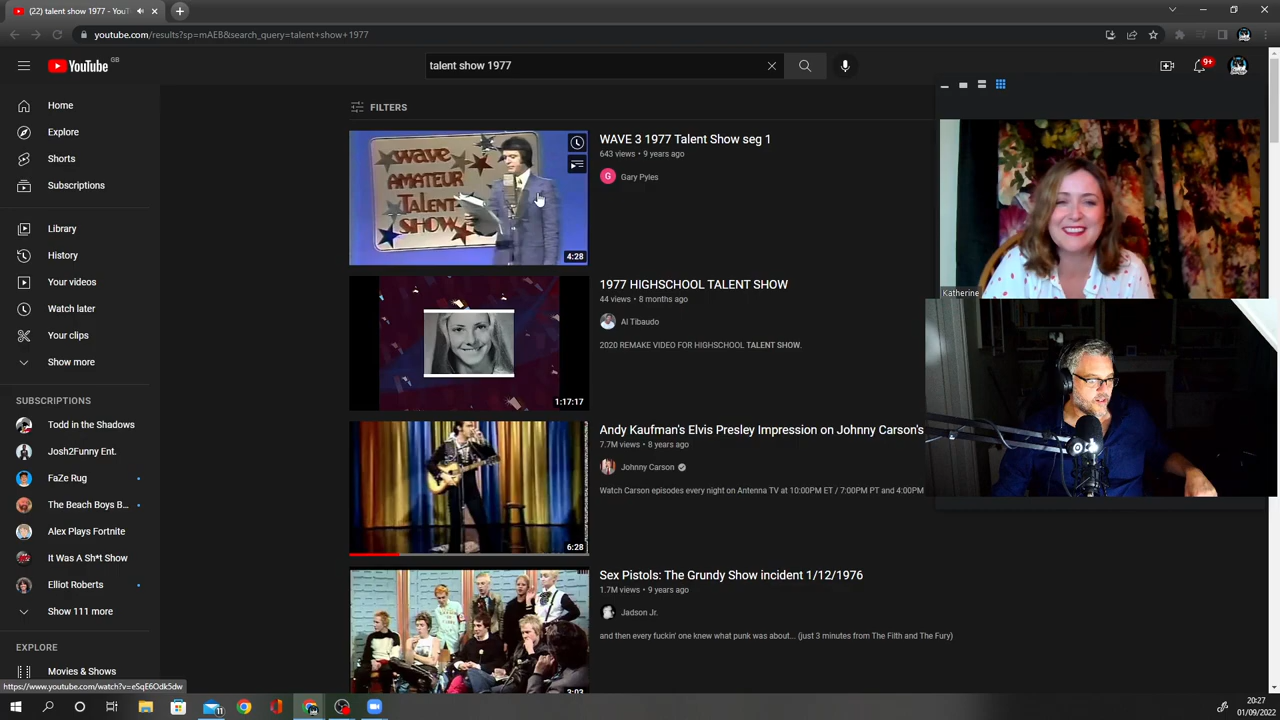 (22) talent show 1977 - YouT
youtube.com/results?sp=mAEB&search_query=talent+show+1977
YouTube GB
talent show 1977
9+
Home
Explore
Shorts
Subscriptions
Library
History
Your videos
Watch later
Your clips
Show more
SUBSCRIPTIONS
Todd in the Shadows
Josh2Funny Ent.
FaZe Rug
The Beach Boys B...
Alex Plays Fortnite
It Was A Sh*t Show
Elliot Roberts
Show 111 more
EXPLORE
Movies & Shows
https://www.youtube.com/watch?v=eSqE6Odk5dw
FILTERS
WAVE
AMATEUR
TALENT
SHOW
4:28
WAVE 3 1977 Talent Show seg 1
643 views • 9 years ago
G Gary Pyles
1:17:17
1977 HIGHSCHOOL TALENT SHOW
44 views • 8 months ago
Al Tibaudo
2020 REMAKE VIDEO FOR HIGHSCHOOL TALENT SHOW.
6:28
Andy Kaufman's Elvis Presley Impression on Johnny Carson's
7.7M views • 8 years ago
Johnny Carson
Watch Carson episodes every night on Antenna TV at 10:00PM ET / 7:00PM PT and 4:00PM
3:03
Sex Pistols: The Grundy Show incident 1/12/1976
1.7M views • 9 years ago
Jadson Jr.
and then every fuckin' one knew what punk was about... (just 3 minutes from The Filth and The Fury)
Katherine
11
20:27
01/09/2022